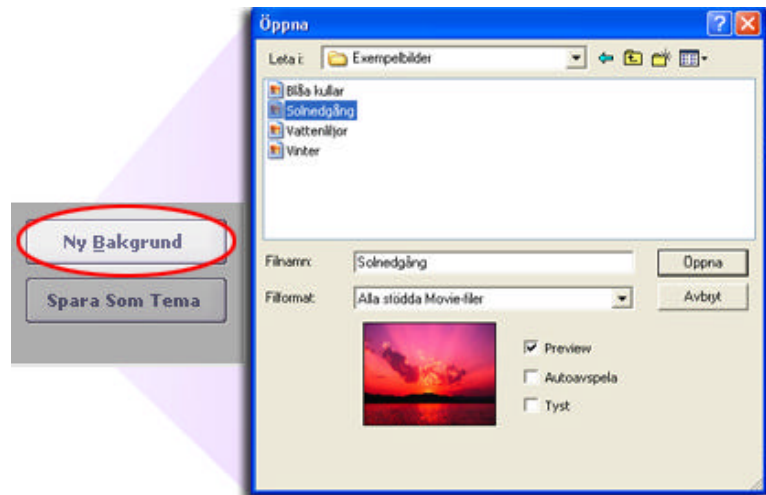 Öppna
Leta i:
Exempelbilder
Blåa kullar
Solnedgång
Vattenliljor
Vinter
Ny Bakgrund
Spara Som Tema
Filnamn:
Solnedgång
Öppna
Filformat:
Alla stödda Movie-filer
Avbryt
Preview
Autoavspela
Tyst